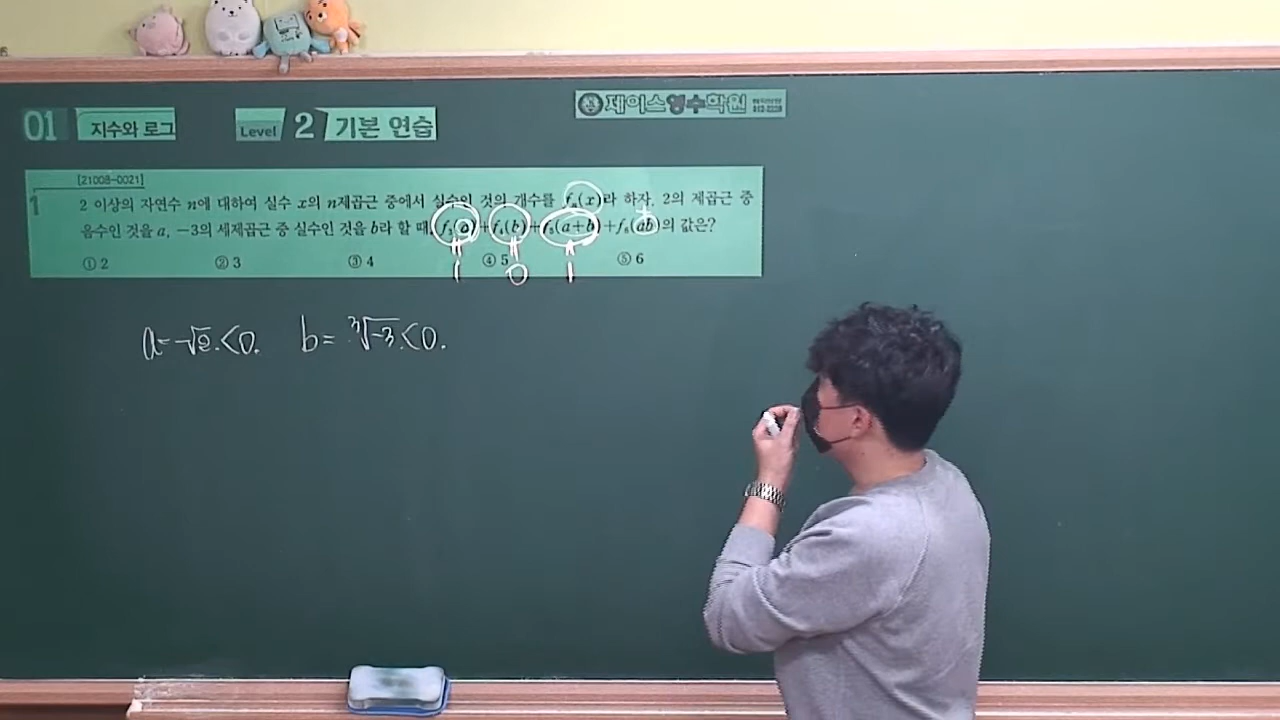 제이스영수학원
01 지수와 로그 Level 2 기본 연습
[21008-0021]
1 2 이상의 자연수 n에 대하여 실수 x의 n제곱근 중에서 실수인 것의 개수를 fₙ(x)라 하자. 2의 제곱근 중
음수인 것을 a, -3의 세제곱근 중 실수인 것을 b라 할 때, f₃(a)+f₄(b)+f₅(a+b)+f₆(ab)의 값은?
+
① 2 ② 3 ③ 4 ④ 5 ⑤ 6
1 0 1
a=-√2.<0. b=³√-3.<0.